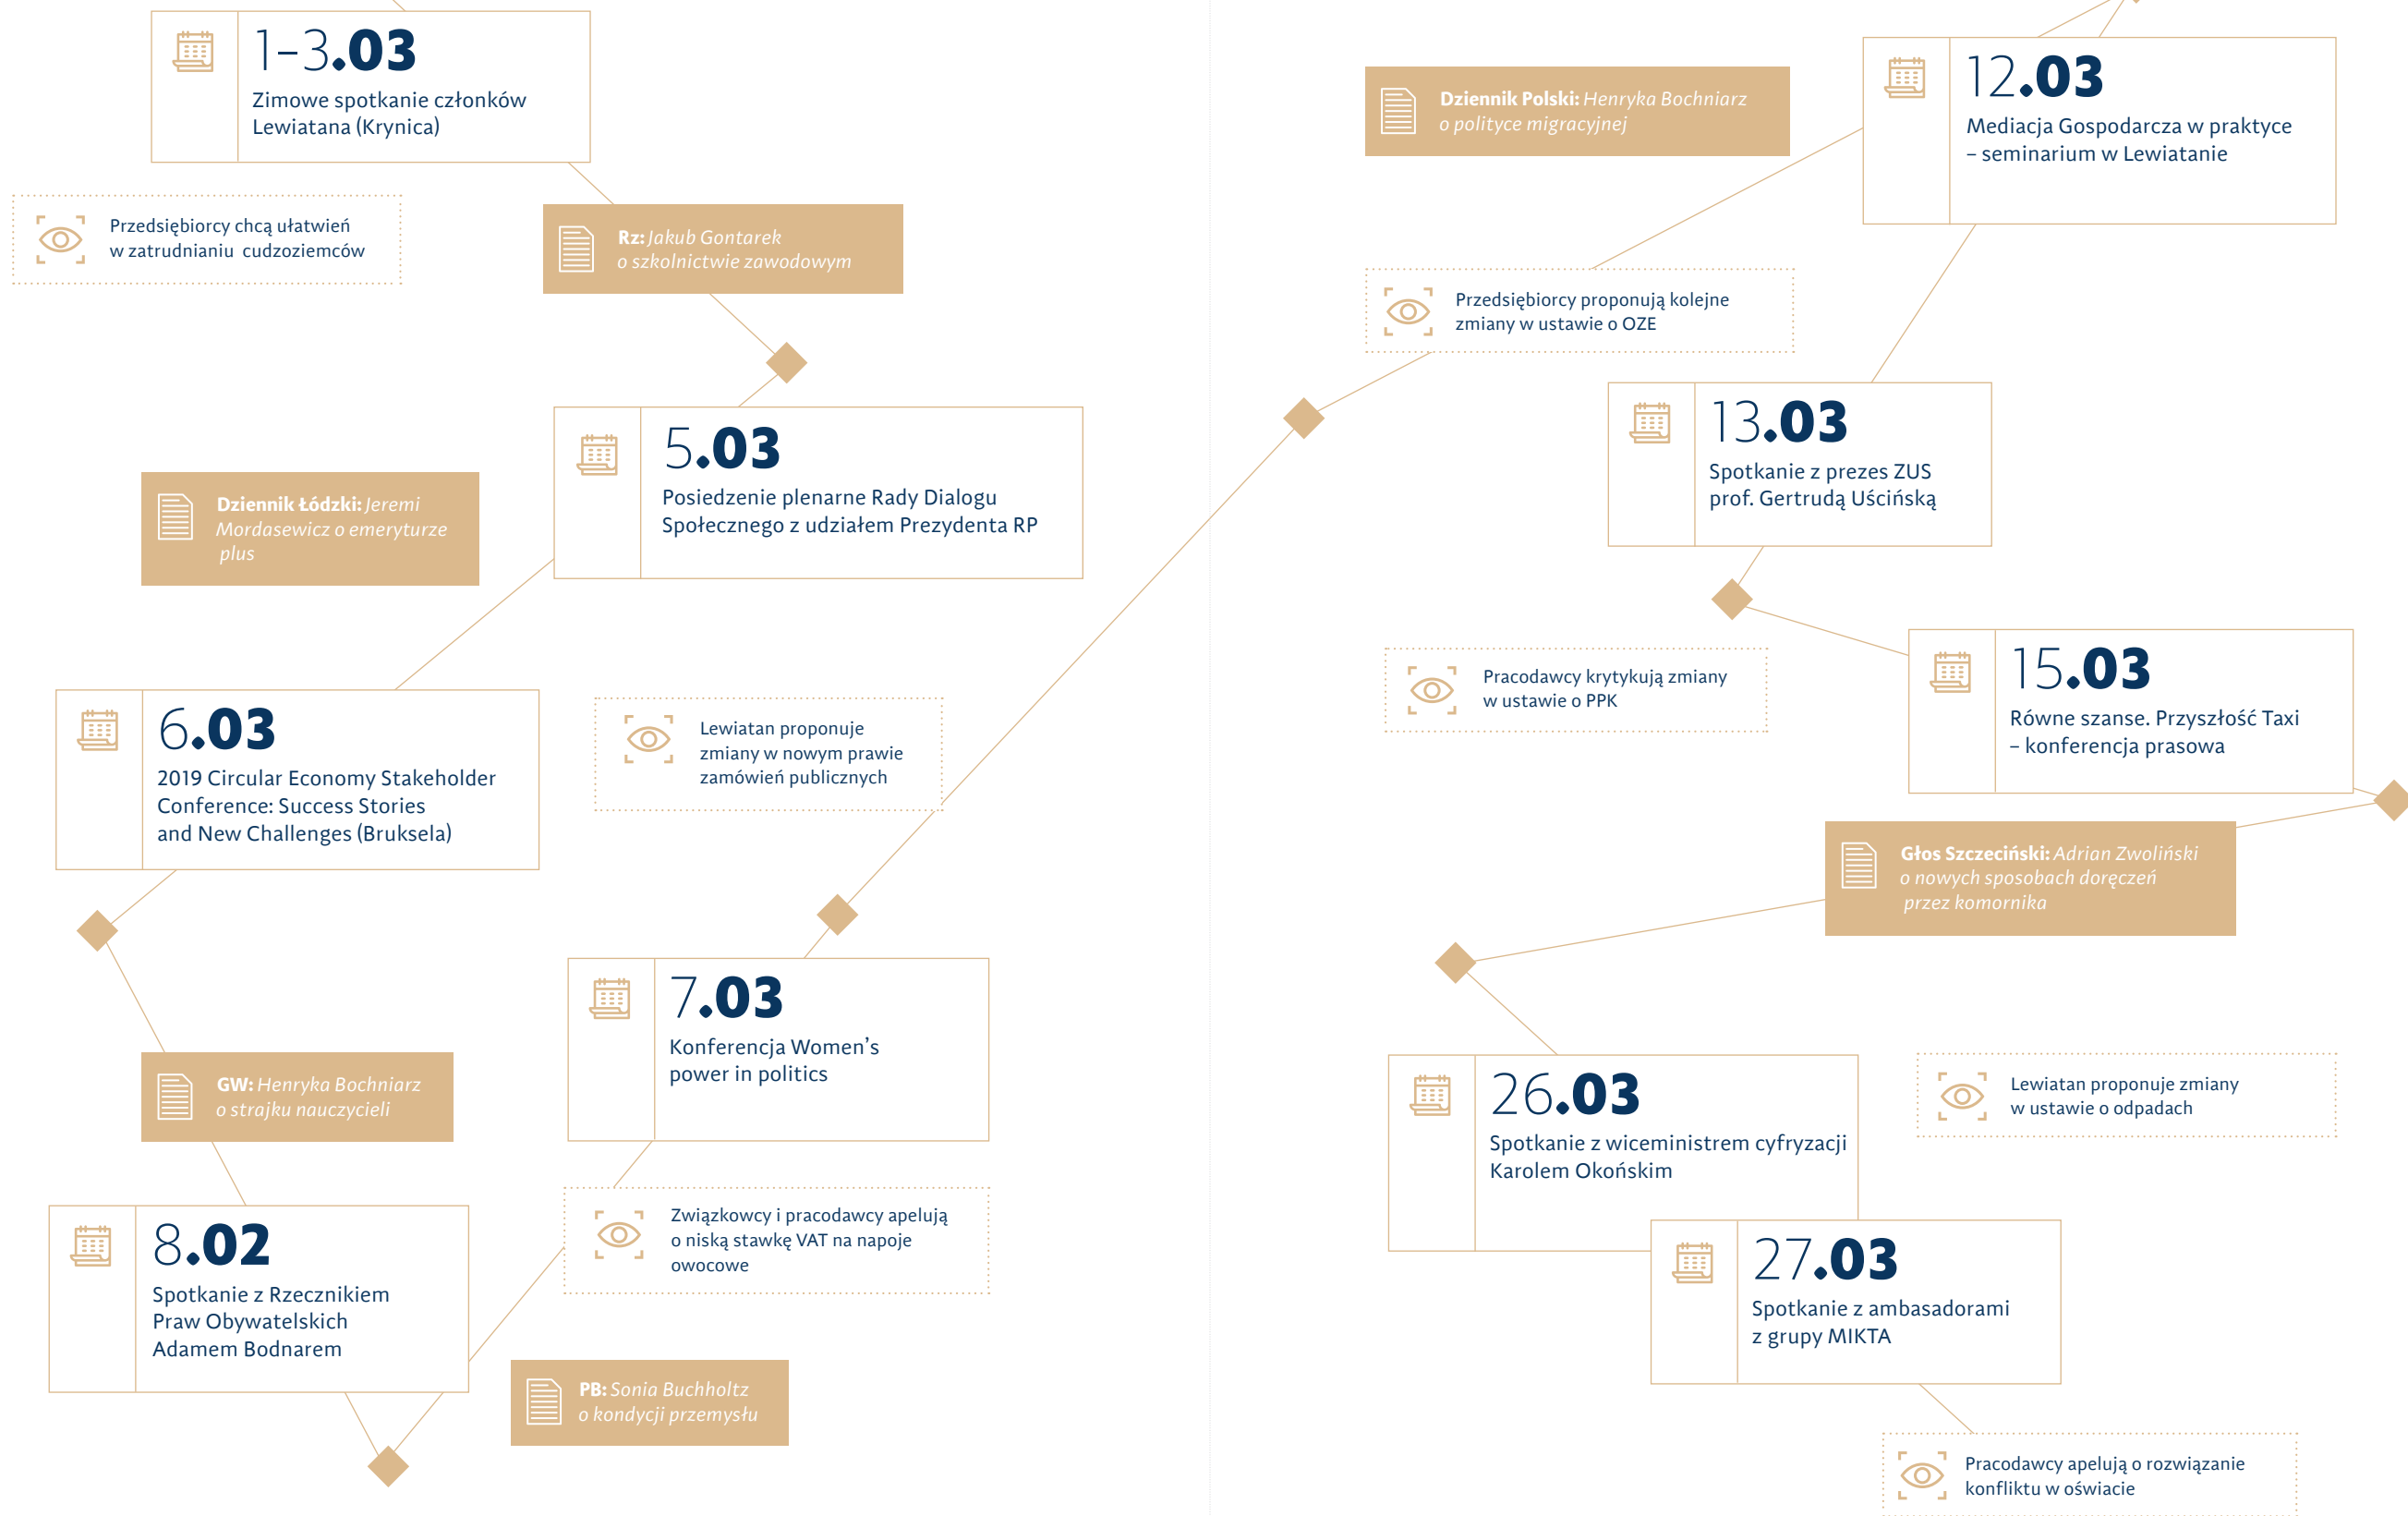 1–3.03
Zimowe spotkanie członków
Lewiatana (Krynica)
Przedsiębiorcy chcą ułatwień
w zatrudnianiu cudzoziemców
Rz: Jakub Gontarek
o szkolnictwie zawodowym
5.03
Posiedzenie plenarne Rady Dialogu
Społecznego z udziałem Prezydenta RP
Dziennik Łódzki: Jeremi
Mordasewicz o emeryturze
plus
6.03
2019 Circular Economy Stakeholder
Conference: Success Stories
and New Challenges (Bruksela)
Lewiatan proponuje
zmiany w nowym prawie
zamówień publicznych
7.03
Konferencja Women's
power in politics
GW: Henryka Bochniarz
o strajku nauczycieli
8.02
Spotkanie z Rzecznikiem
Praw Obywatelskich
Adamem Bodnarem
Związkowcy i pracodawcy apelują
o niską stawkę VAT na napoje
owocowe
PB: Sonia Buchholtz
o kondycji przemysłu
Dziennik Polski: Henryka Bochniarz
o polityce migracyjnej
12.03
Mediacja Gospodarcza w praktyce
– seminarium w Lewiatanie
Przedsiębiorcy proponują kolejne
zmiany w ustawie o OZE
13.03
Spotkanie z prezes ZUS
prof. Gertrudą Uścińską
Pracodawcy krytykują zmiany
w ustawie o PPK
15.03
Równe szanse. Przyszłość Taxi
– konferencja prasowa
Głos Szczeciński: Adrian Zwoliński
o nowych sposobach doręczeń
przez komornika
26.03
Spotkanie z wiceministrem cyfryzacji
Karolem Okońskim
Lewiatan proponuje zmiany
w ustawie o odpadach
27.03
Spotkanie z ambasadorami
z grupy MIKTA
Pracodawcy apelują o rozwiązanie
konfliktu w oświacie